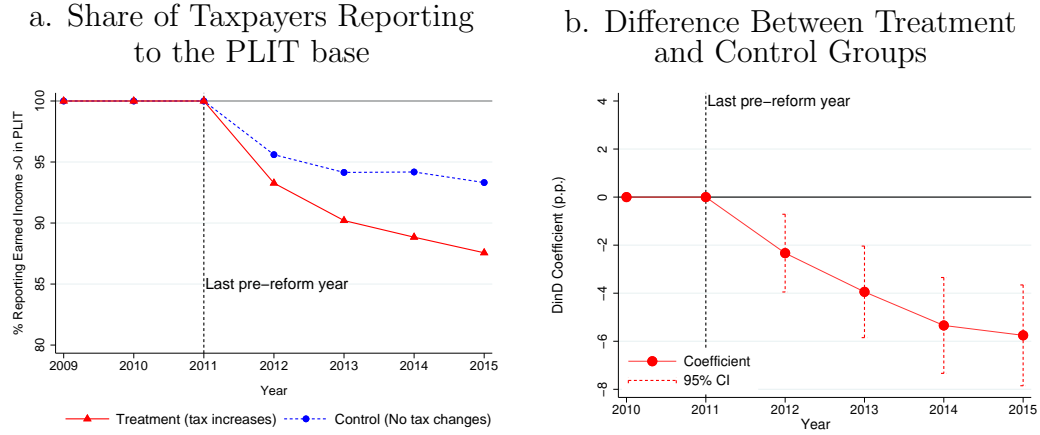 a. Share of Taxpayers Reporting
to the PLIT base
% Reporting Earned Income >0 in PLIT
100
95
90
85
80
Last pre−reform year
2009 2010 2011 2012 2013 2014 2015
Year
Treatment (tax increases) Control (No tax changes)
b. Difference Between Treatment
and Control Groups
DinD Coefficient (p.p.)
4
2
0
−2
−4
−6
−8
Last pre−reform year
Coefficient
95% CI
2010 2011 2012 2013 2014 2015
Year